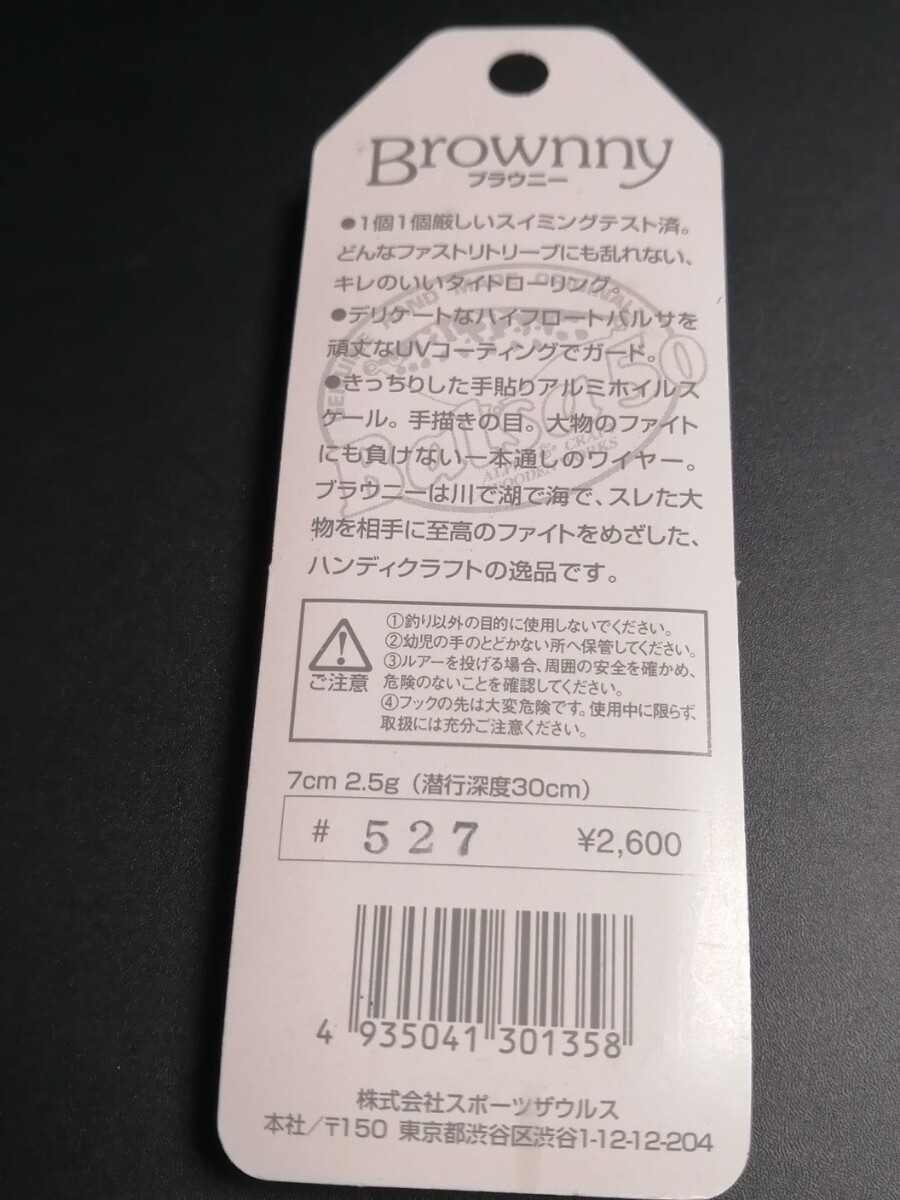 Brownny
ブラウニー
●1個1個厳しいスイミングテスト済。
どんなファストリトリーブにも乱れない、
キレのいいタイトローリング。
●デリケートなハイフロートバルサを
頑丈なUVコーティングでガード。
●きっちりした手貼りアルミホイルス
ケール。手描きの目。大物のファイト
にも負けない一本通しのワイヤー。
ブラウニーは川で湖で海で、スレた大
物を相手に至高のファイトをめざした、
ハンディクラフトの逸品です。
HAND MADE ORIGINAL
Balsa 50
ご注意
①釣り以外の目的に使用しないでください。
②幼児の手のとどかない所へ保管してください。
③ルアーを投げる場合、周囲の安全を確かめ、
危険のないことを確認してください。
④フックの先は大変危険です。使用中に限らず、
取扱には充分ご注意ください。
7cm 2.5g（潜行深度30cm）
# 527 ¥2,600
4 935041 301358
株式会社スポーツザウルス
本社／〒150 東京都渋谷区渋谷1-12-12-204